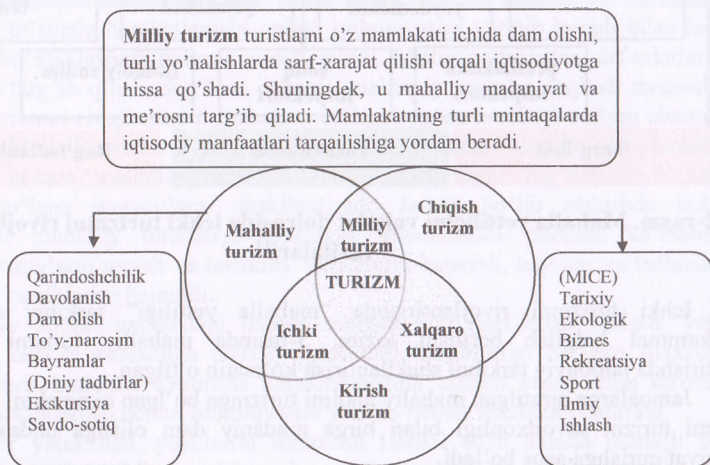 Milliy turizm turistlani o'z mamlakati ichida dam olishi,
turli yo'nalishlarda sarf-xarajat qilishi orqali iqtisodiyotga
hissa qo'shadi. Shuningdek, u mahalliy madaniyat va
me'rosni targ'ib qiladi. Mamlakatning turli mintaqalarda
iqtisodiy manfaatlari tarqailishiga yordam beradi.
Mahalliy
turizm
Milliy
turizm
Chiqish
turizm
TURIZM
Ichki
turizm
Xalqaro
turizm
Kirish
turizm
Qarindoshchilik
Davolanish
Dam olish
To'y-marosim
Bayramlar
(Diniy tadbirlar)
Ekskursiya
Savdo-sotiq
(MICE)
Tarixiy
Ekologik
Biznes
Rekreatsiya
Sport
Ilmiy
Ishlash